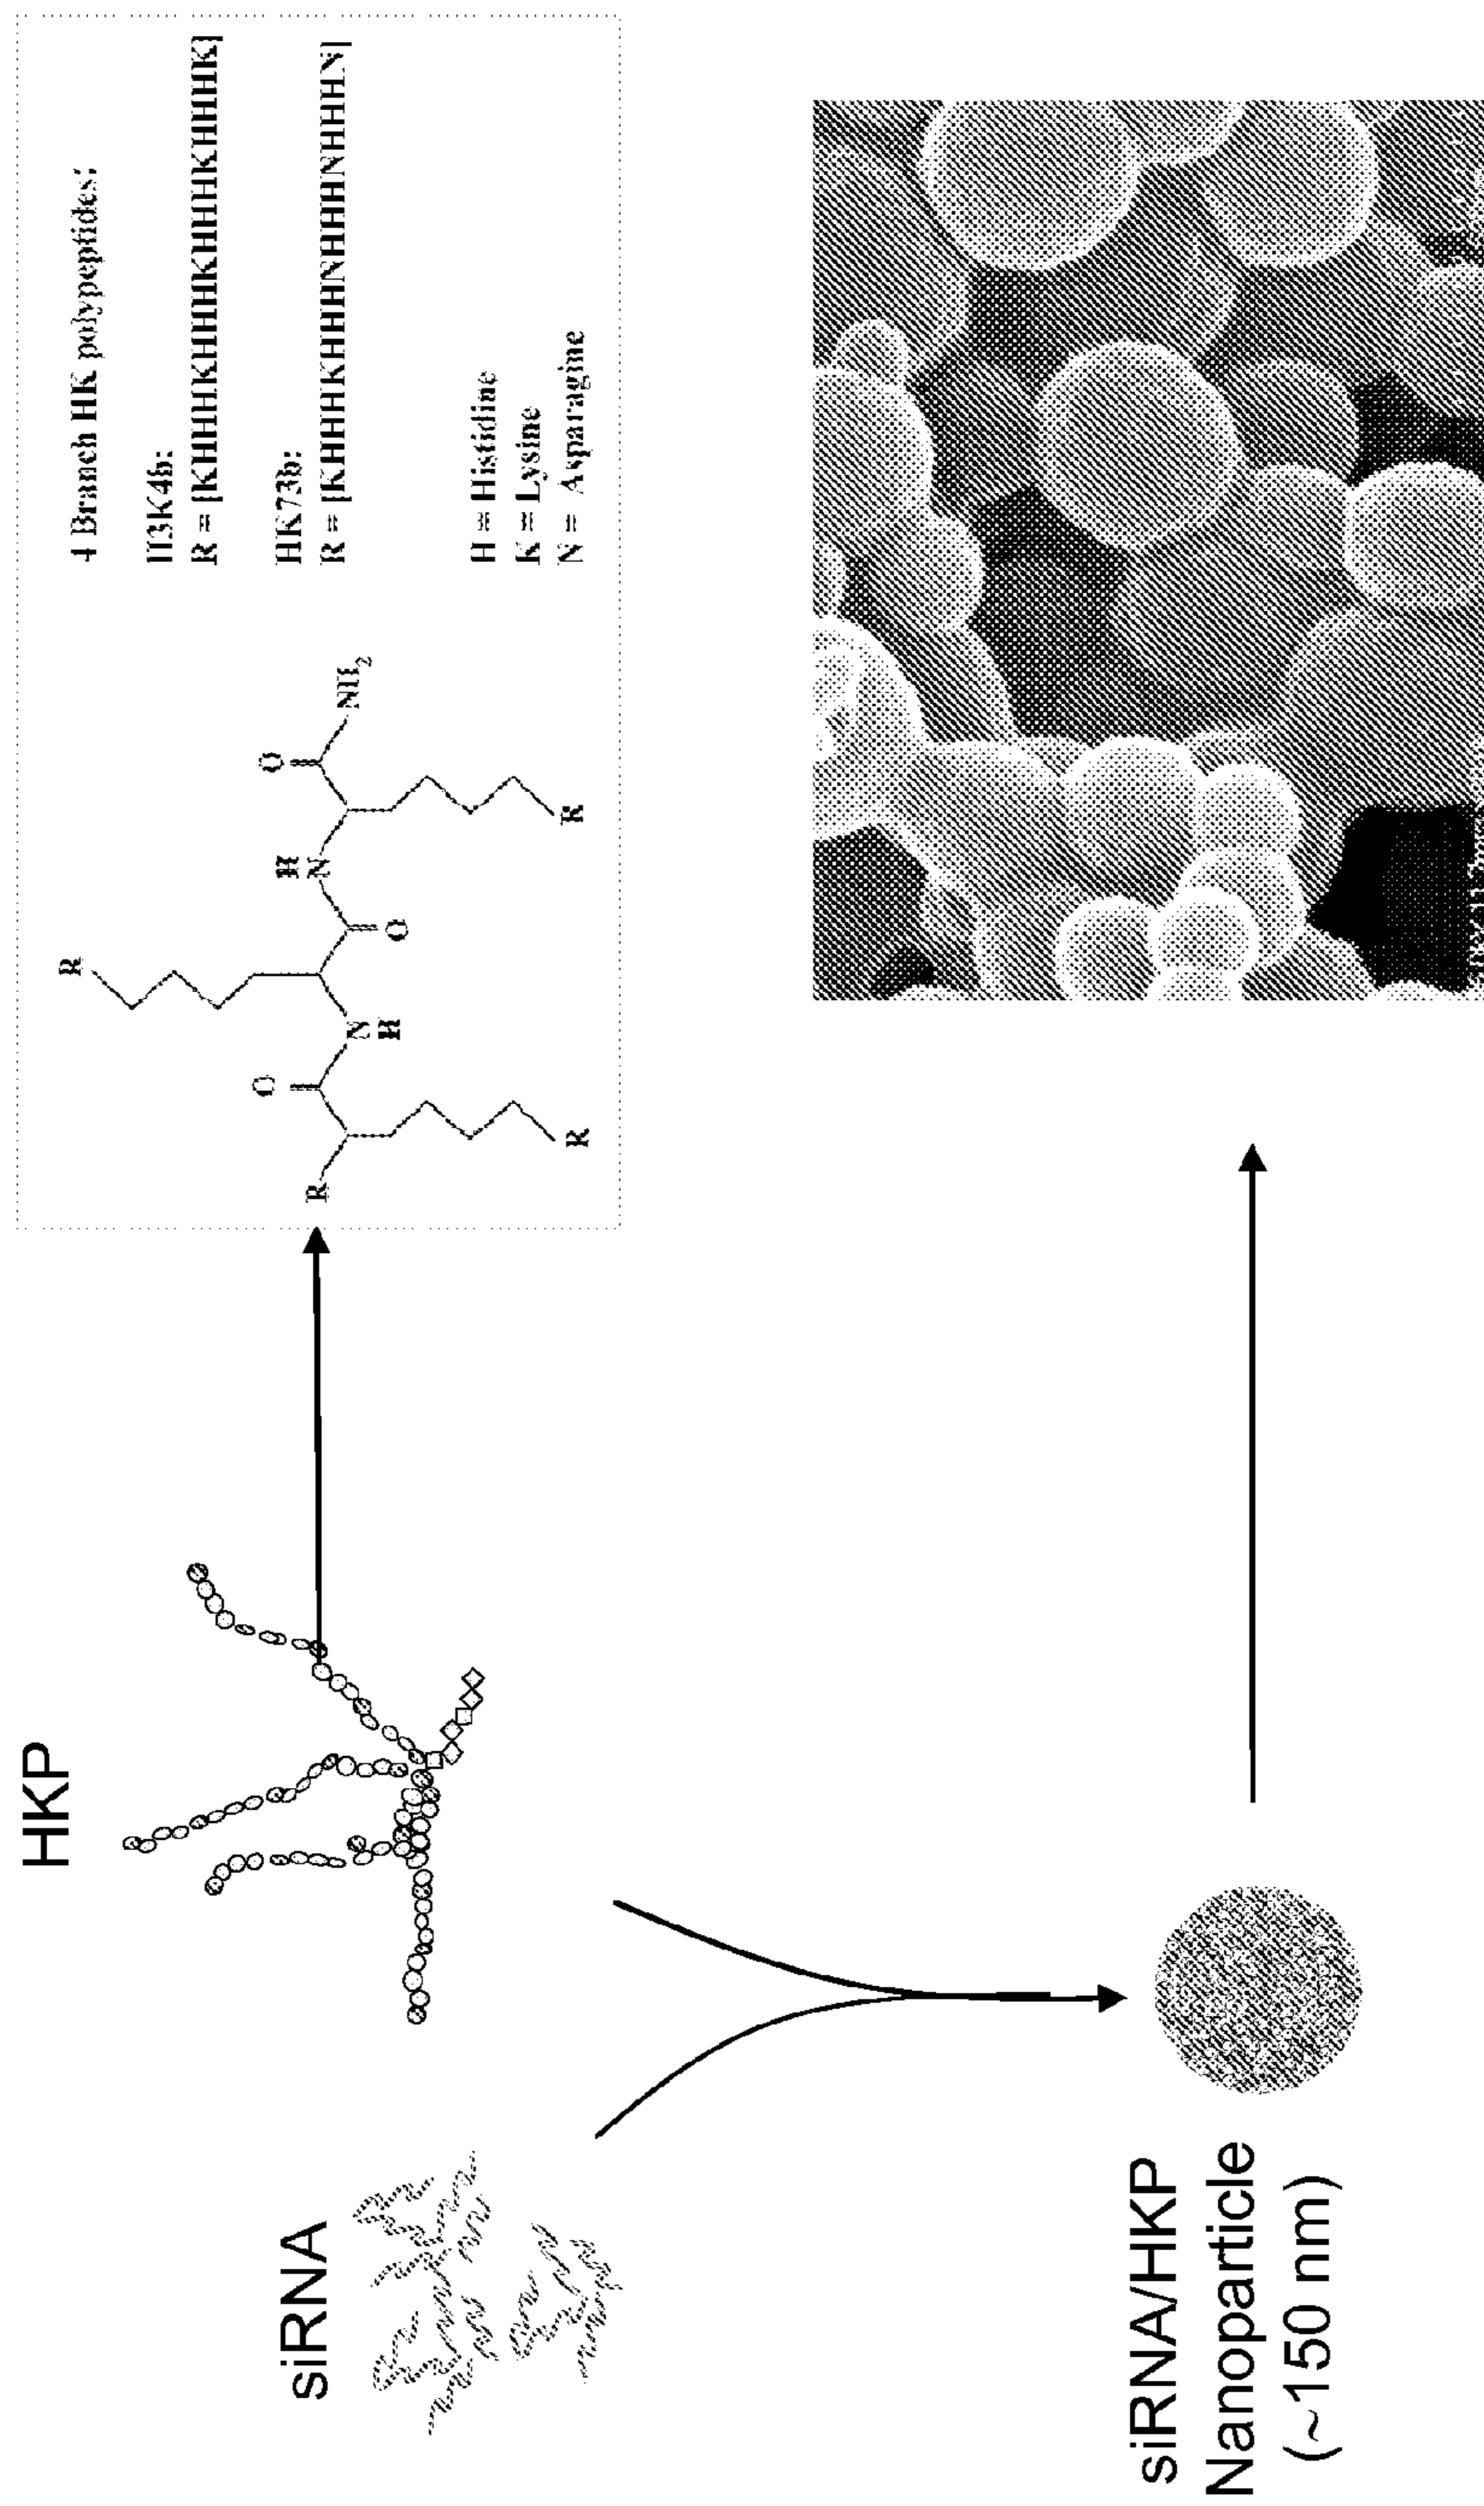 HKP
siRNA
siRNA/HKP
Nanoparticle
(~150 nm)
4 Branch HK polypeptides:
H3K4b:
R = [KHHHKHHHKHHHKHHHK]
HK73b:
R = [KHHHKHHHNHHHNHHHN]
H = Histidine
K = Lysine
N = Asparagine
R
O
O
H
N
NH2
R
N
H
O
R
R